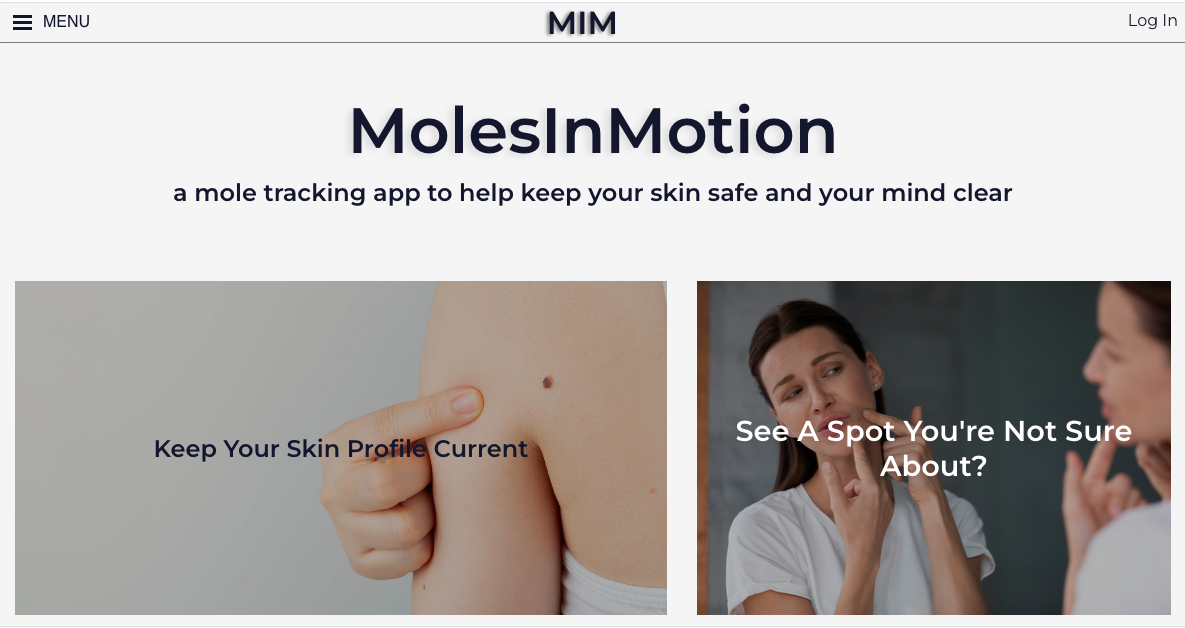 MENU
MIM
Log In
MolesInMotion
a mole tracking app to help keep your skin safe and your mind clear
Keep Your Skin Profile Current
See A Spot You're Not Sure
About?